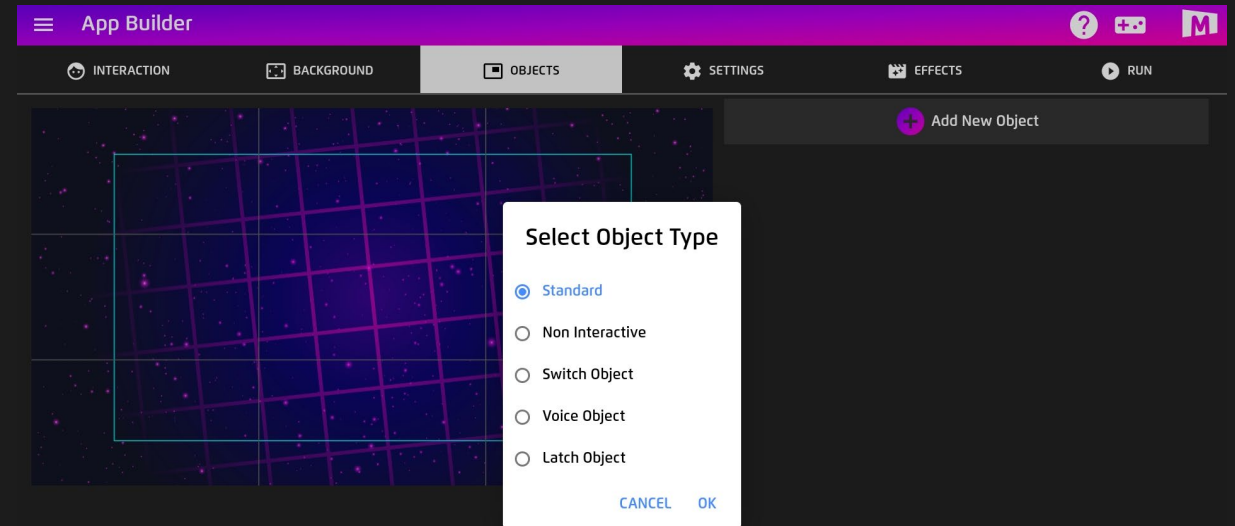 App Builder
INTERACTION
BACKGROUND
OBJECTS
SETTINGS
EFFECTS
RUN
Add New Object
Select Object Type
Standard
Non Interactive
Switch Object
Voice Object
Latch Object
CANCEL OK